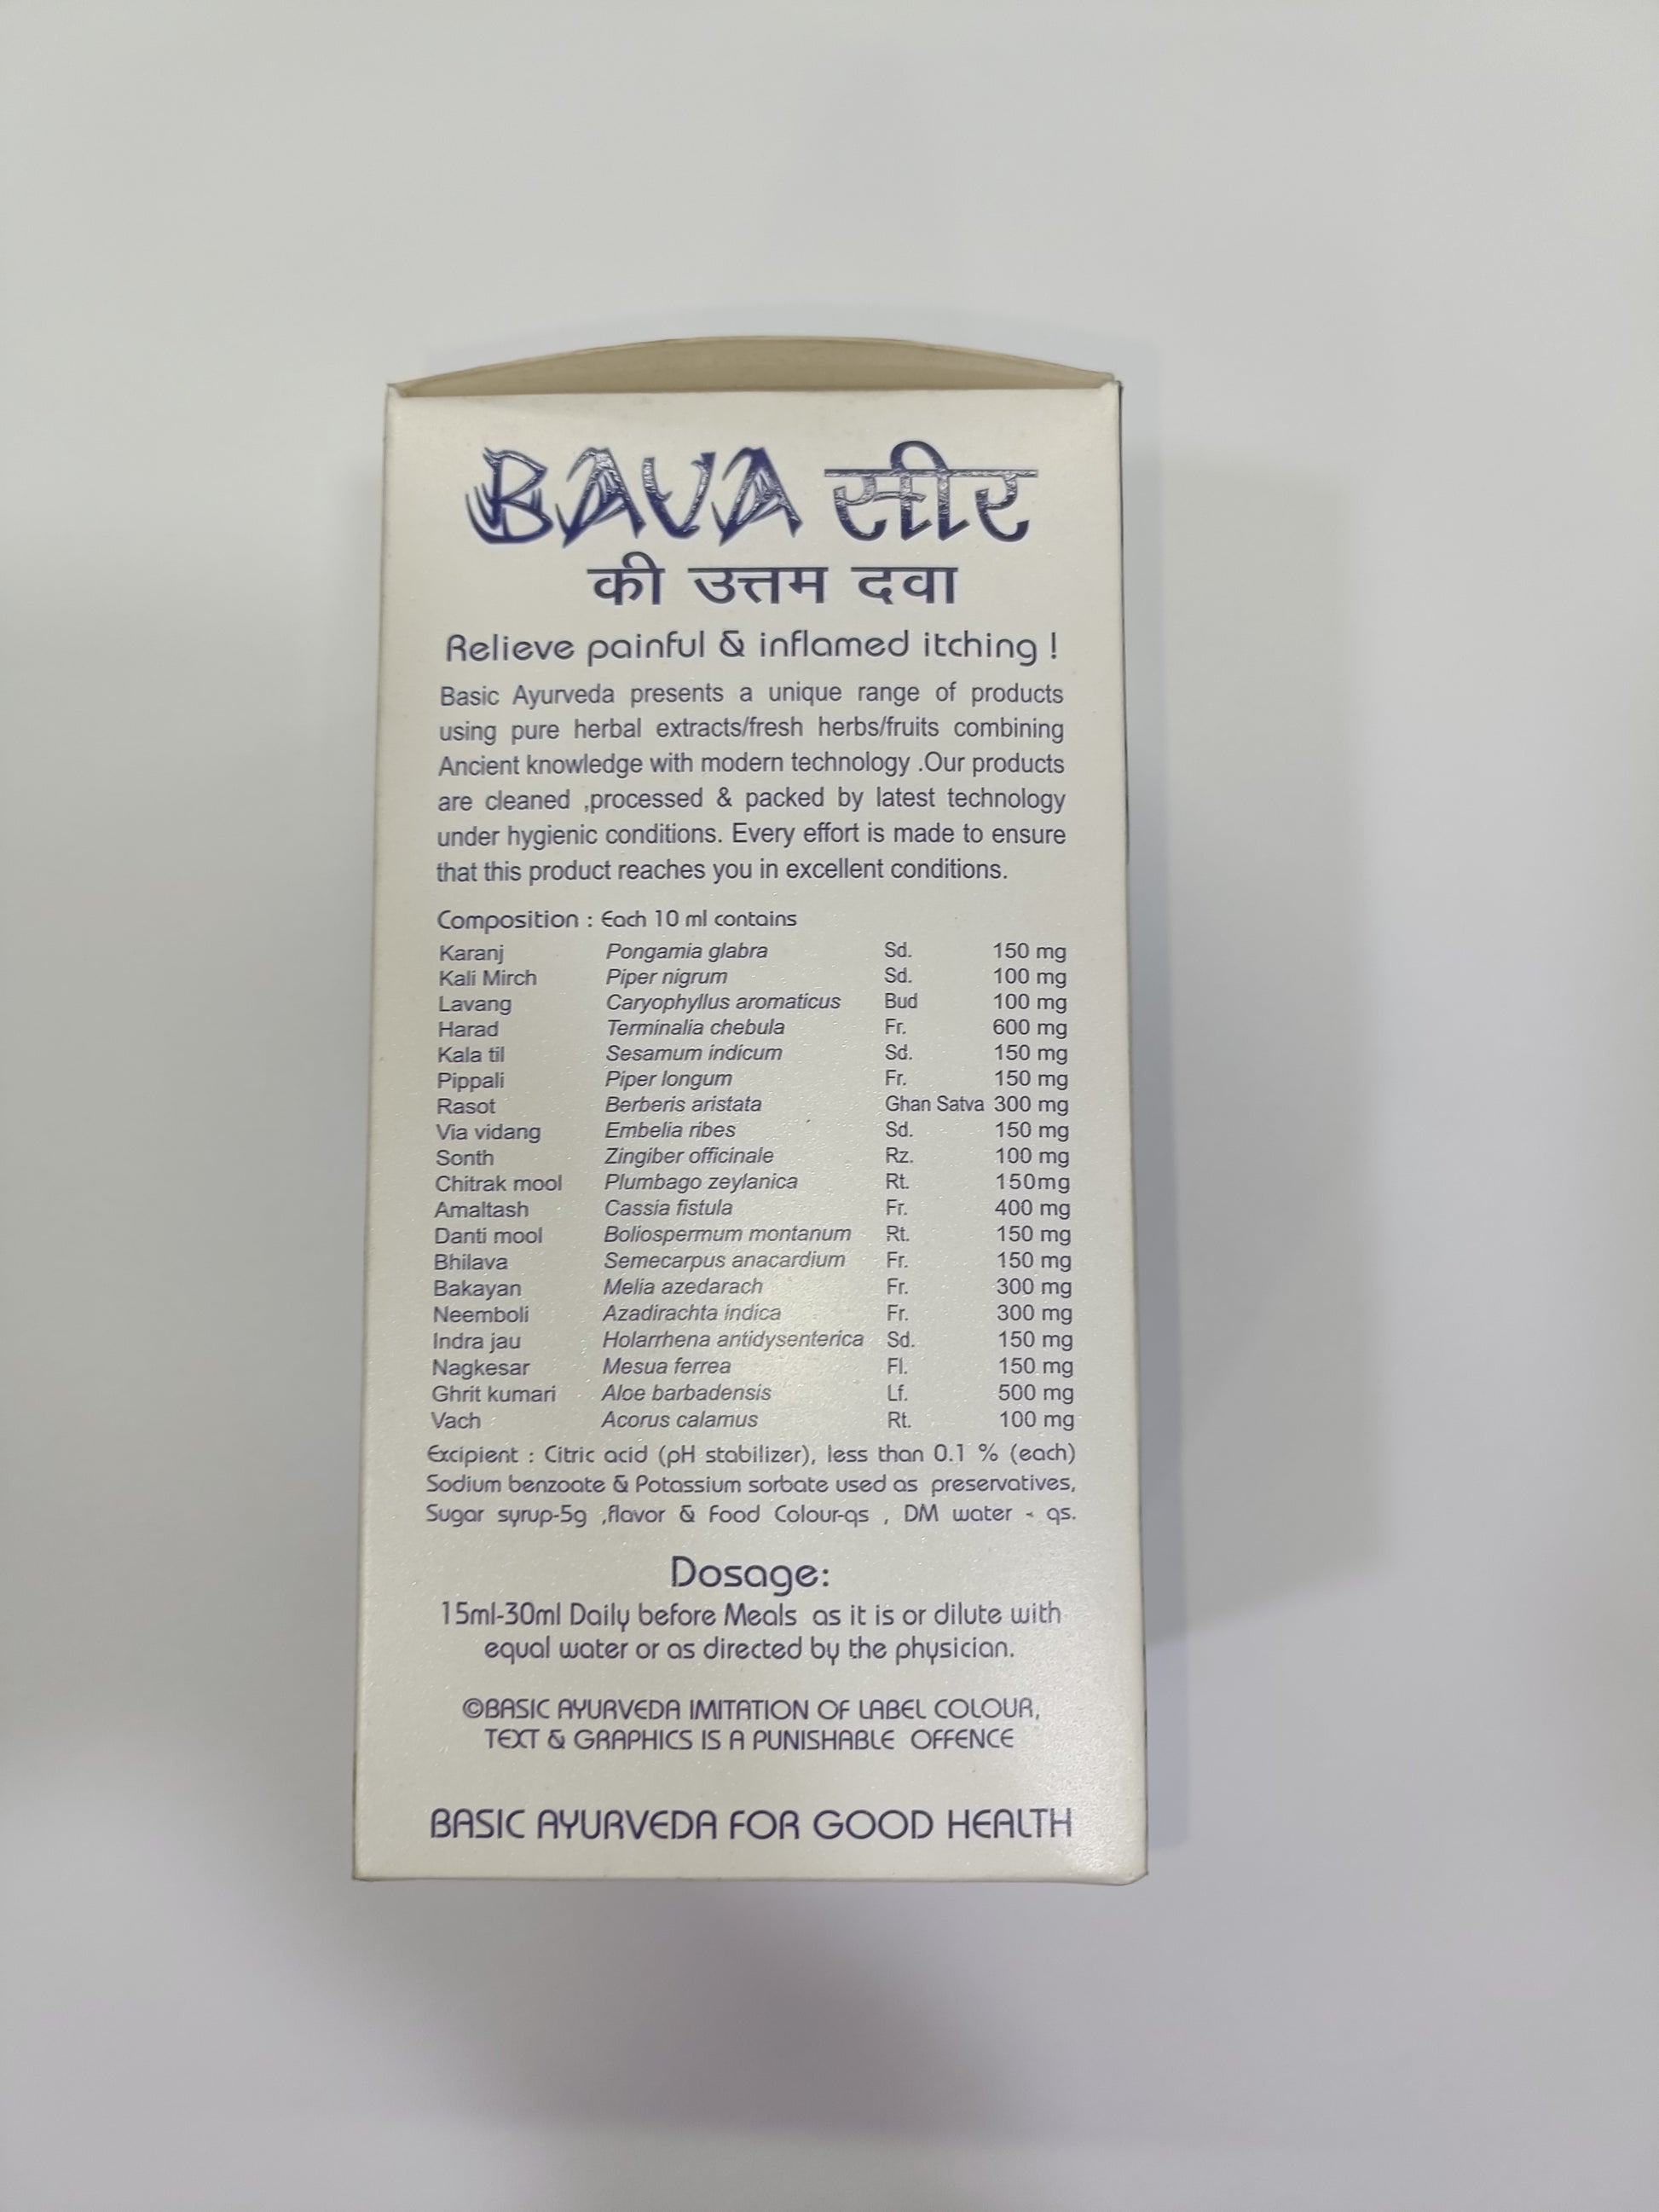 BAVA सीर
की उत्तम दवा
Relieve painful & inflamed itching !
Basic Ayurveda presents a unique range of products
using pure herbal extracts/fresh herbs/fruits combining
Ancient knowledge with modern technology .Our products
are cleaned ,processed & packed by latest technology
under hygienic conditions. Every effort is made to ensure
that this product reaches you in excellent conditions.
Composition : Each 10 ml contains
Karanj Pongamia glabra Sd. 150 mg
Kali Mirch Piper nigrum Sd. 100 mg
Lavang Caryophyllus aromaticus Bud 100 mg
Harad Terminalia chebula Fr. 600 mg
Kala til Sesamum indicum Sd. 150 mg
Pippali Piper longum Fr. 150 mg
Rasot Berberis aristata Ghan Satva 300 mg
Via vidang Embelia ribes Sd. 150 mg
Sonth Zingiber officinale Rz. 100 mg
Chitrak mool Plumbago zeylanica Rt. 150mg
Amaltash Cassia fistula Fr. 400 mg
Danti mool Boliospermum montanum Rt. 150 mg
Bhilava Semecarpus anacardium Fr. 150 mg
Bakayan Melia azedarach Fr. 300 mg
Neemboli Azadirachta indica Fr. 300 mg
Indra jau Holarrhena antidysenterica Sd. 150 mg
Nagkesar Mesua ferrea Fl. 150 mg
Ghrit kumari Aloe barbadensis Lf. 500 mg
Vach Acorus calamus Rt. 100 mg
Excipient : Citric acid (pH stabilizer), less than 0.1 % (each)
Sodium benzoate & Potassium sorbate used as preservatives,
Sugar syrup-5g ,flavor & Food Colour-qs , DM water - qs.
Dosage:
15ml-30ml Daily before Meals as it is or dilute with
equal water or as directed by the physician.
©BASIC AYURVEDA IMITATION OF LABEL COLOUR,
TEXT & GRAPHICS IS A PUNISHABLE OFFENCE
BASIC AYURVEDA FOR GOOD HEALTH